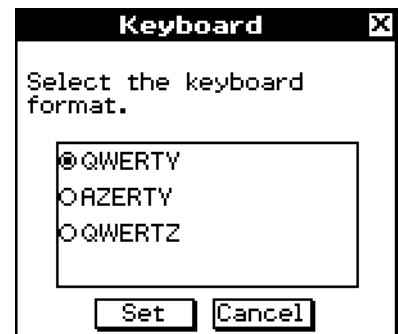 Keyboard
Select the keyboard
format.
QWERTY
AZERTY
QWERTZ
Set Cancel